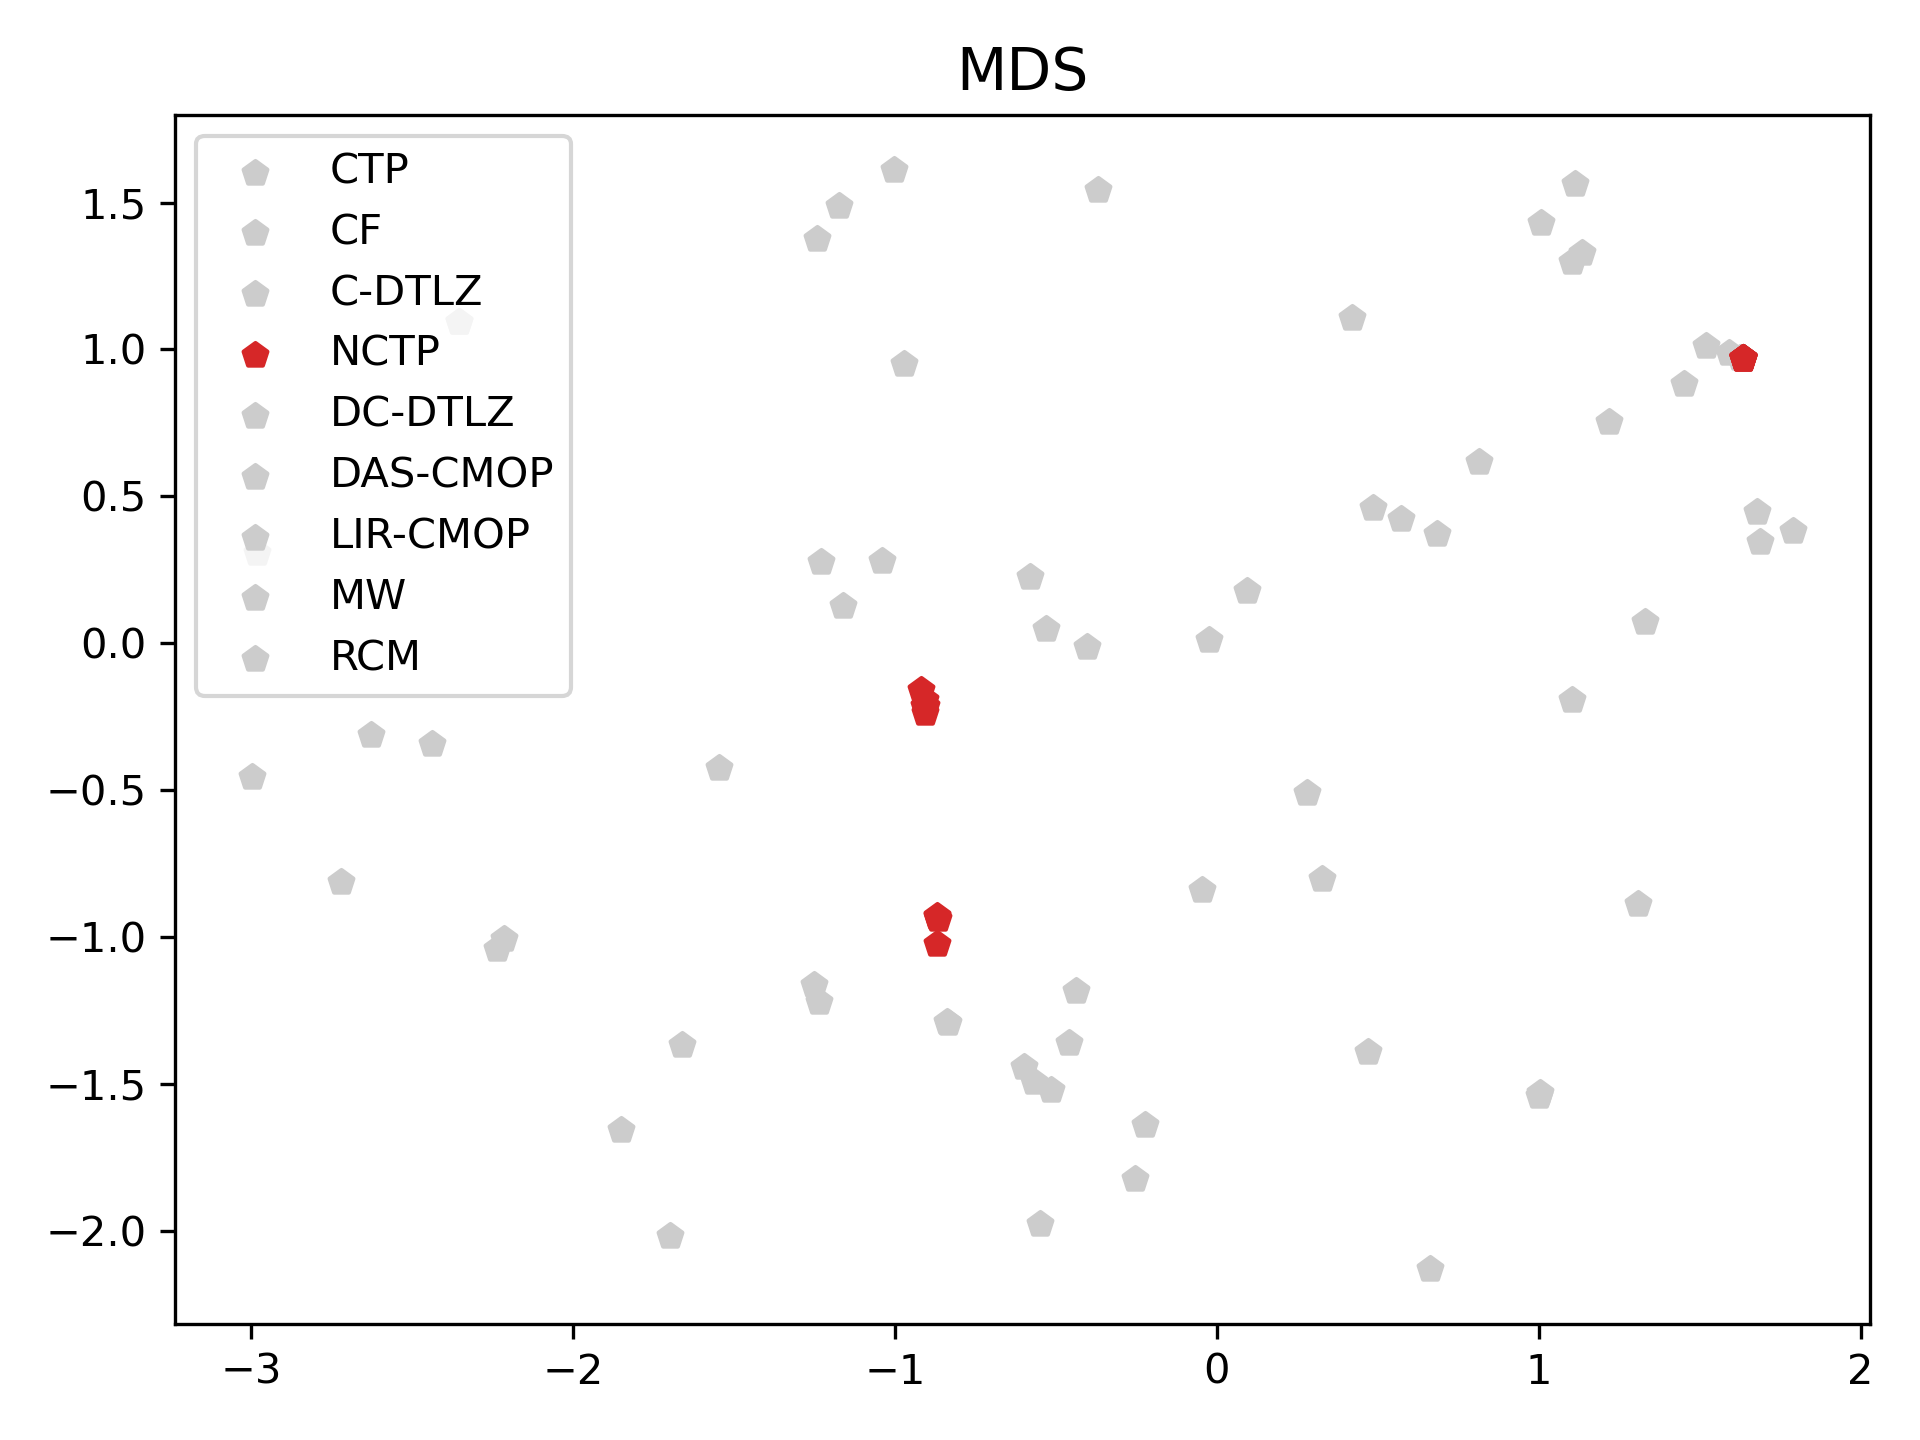 MDS
CTP
CF
C-DTLZ
NCTP
DC-DTLZ
DAS-CMOP
LIR-CMOP
MW
RCM
1.5
1.0
0.5
0.0
−0.5
−1.0
−1.5
−2.0
−3 −2 −1 0 1 2